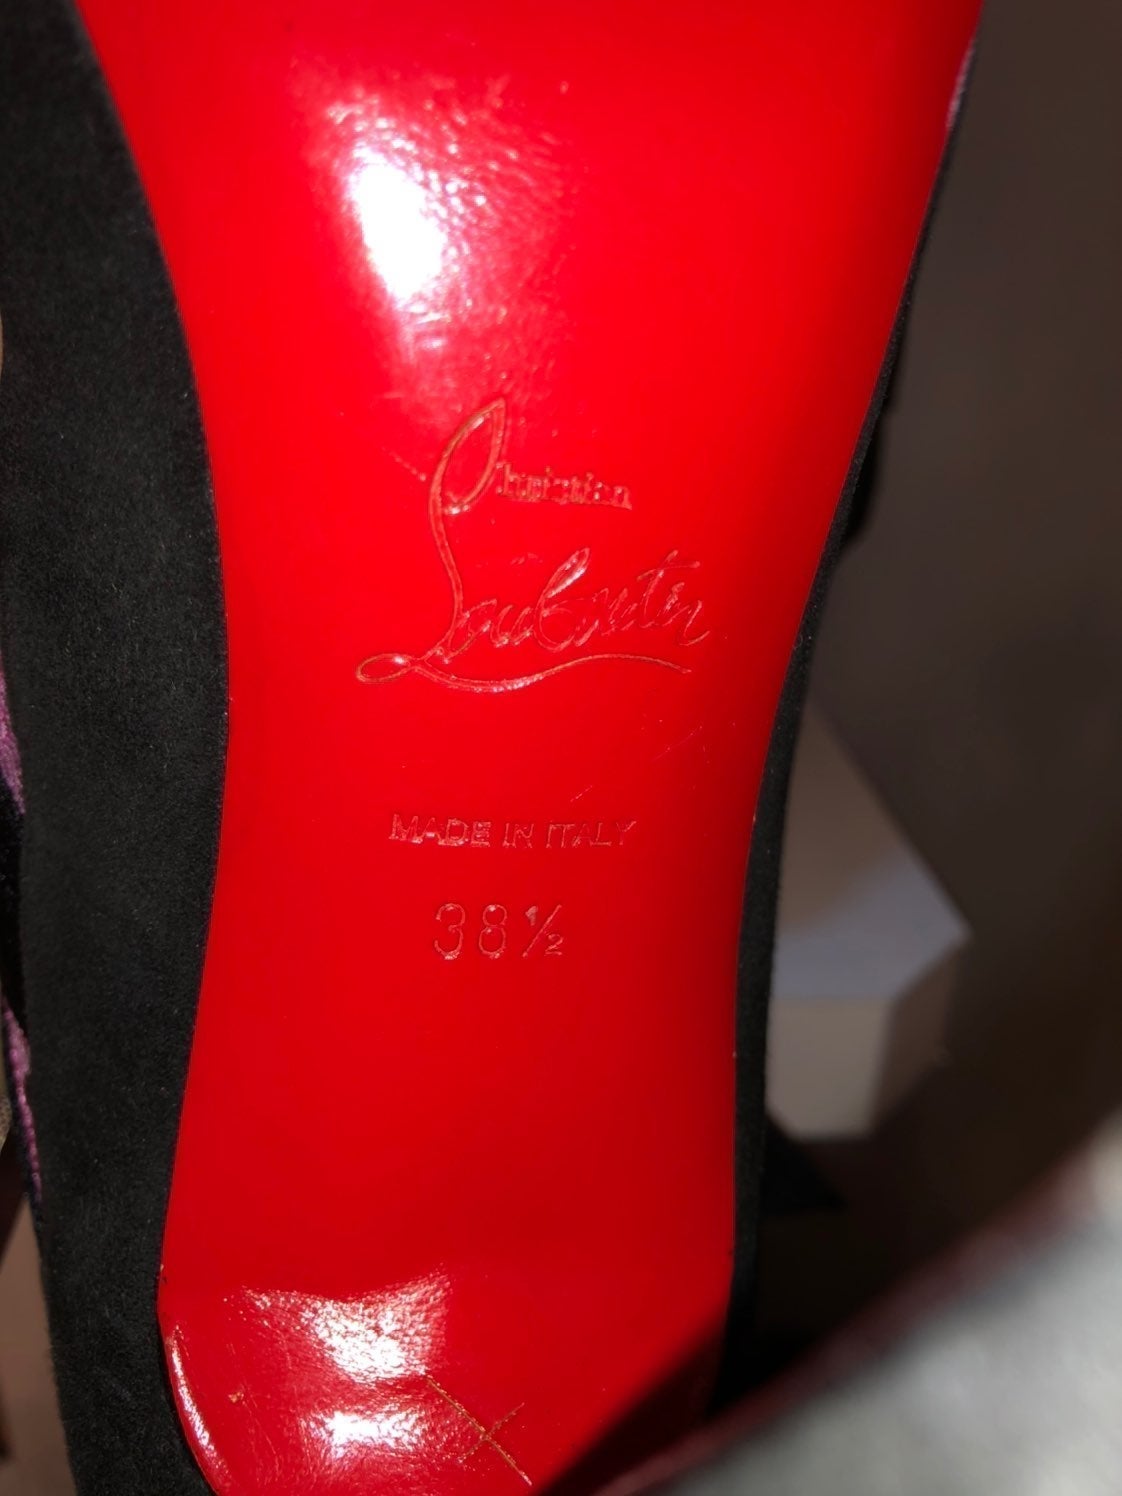 Christian
Louboutin
MADE IN ITALY
38½